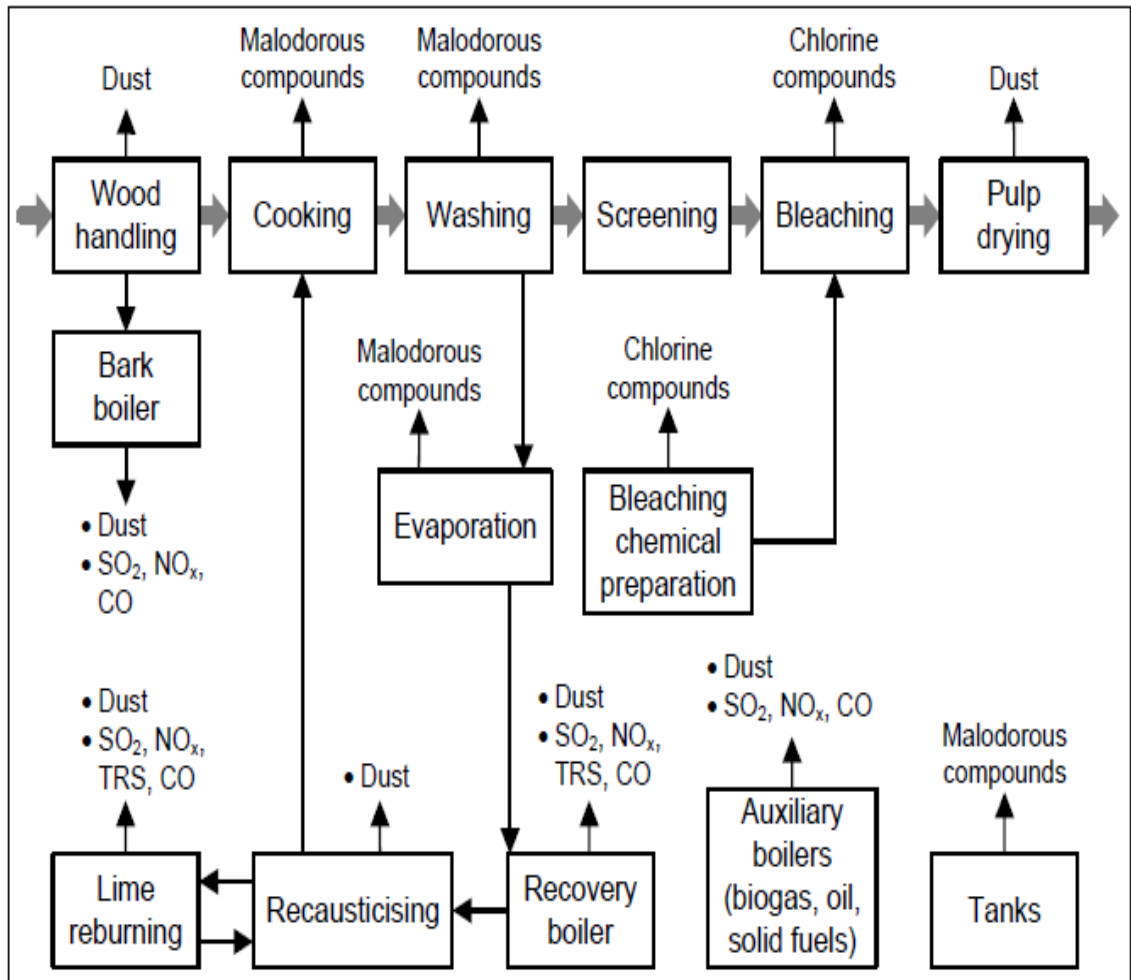 Dust
Malodorous
compounds
Malodorous
compounds
Chlorine
compounds
Dust
Wood
handling
Cooking
Washing
Screening
Bleaching
Pulp
drying
Bark
boiler
Malodorous
compounds
Chlorine
compounds
• Dust
• SO₂, NOₓ,
CO
Evaporation
Bleaching
chemical
preparation
• Dust
• SO₂, NOₓ,
TRS, CO
• Dust
• Dust
• SO₂, NOₓ,
TRS, CO
• Dust
• SO₂, NOₓ, CO
Malodorous
compounds
Lime
reburning
Recausticising
Recovery
boiler
Auxiliary
boilers
(biogas, oil,
solid fuels)
Tanks